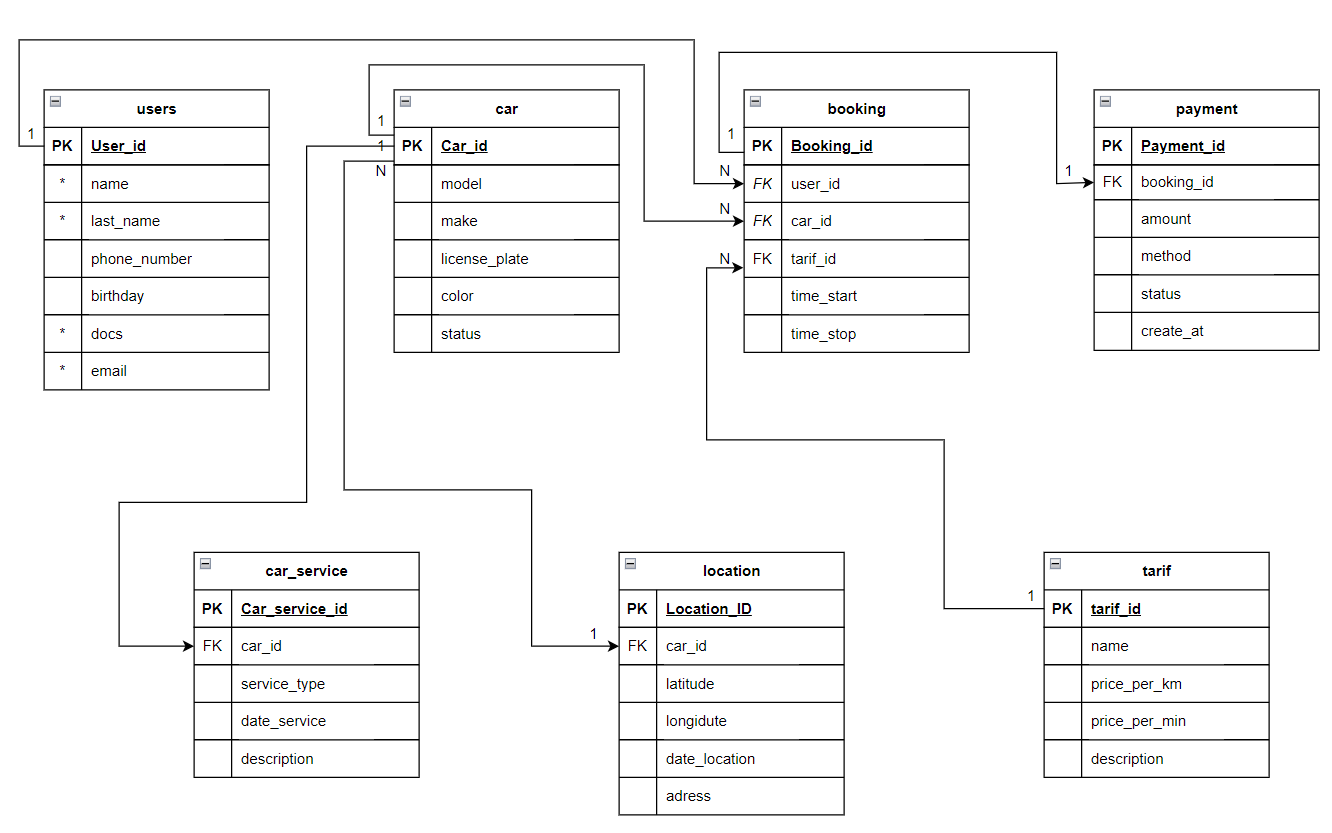 users
1
PK User_id
* name
* last_name
phone_number
birthday
* docs
* email
car
1
1
N
PK Car_id
model
make
license_plate
color
status
booking
1
PK Booking_id
N
FK user_id
N
FK car_id
N
FK tarif_id
time_start
time_stop
payment
PK Payment_id
1
FK booking_id
amount
method
status
create_at
car_service
PK Car_service_id
FK car_id
service_type
date_service
description
location
PK Location_ID
1
FK car_id
latitude
longidute
date_location
adress
tarif
1
PK tarif_id
name
price_per_km
price_per_min
description